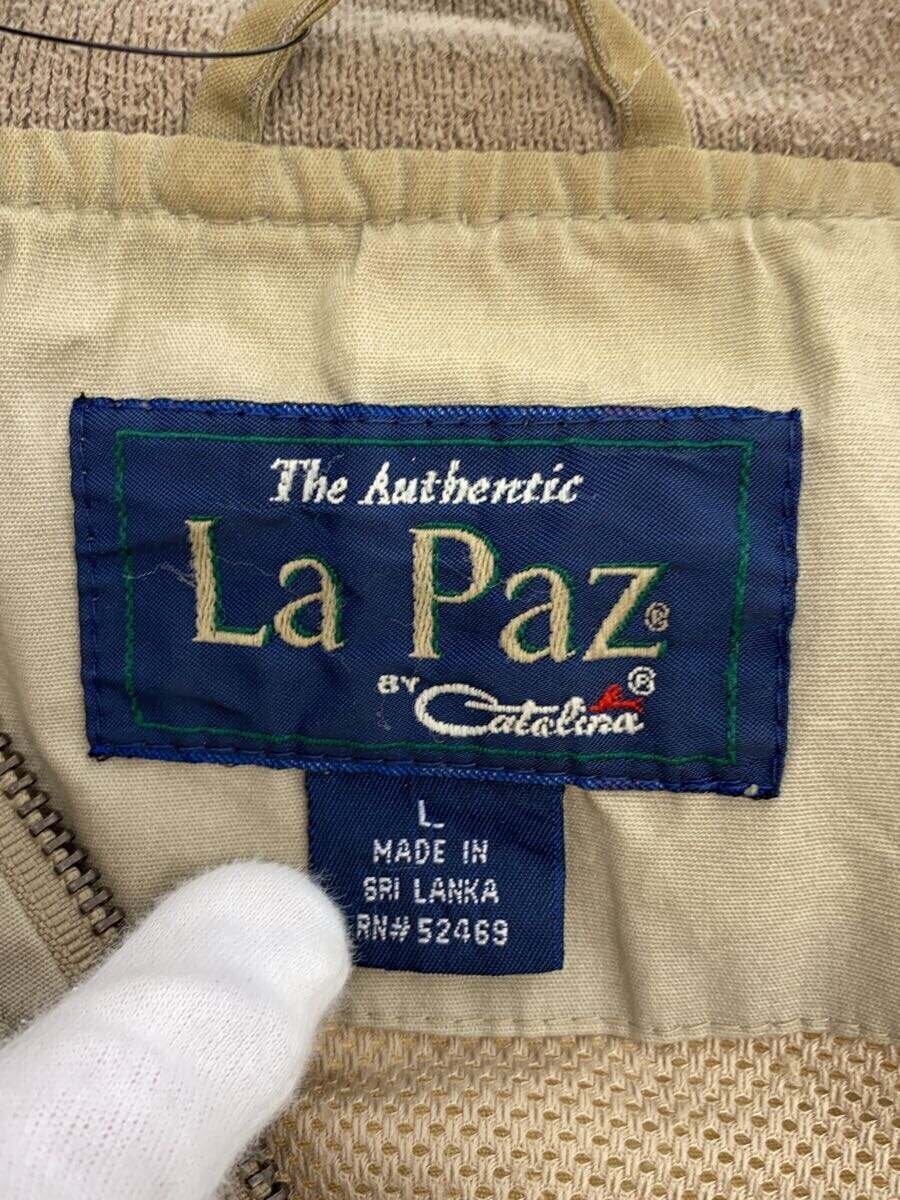 The Authentic
La Paz®
BY Catalina®
L
MADE IN
SRI LANKA
RN# 52469